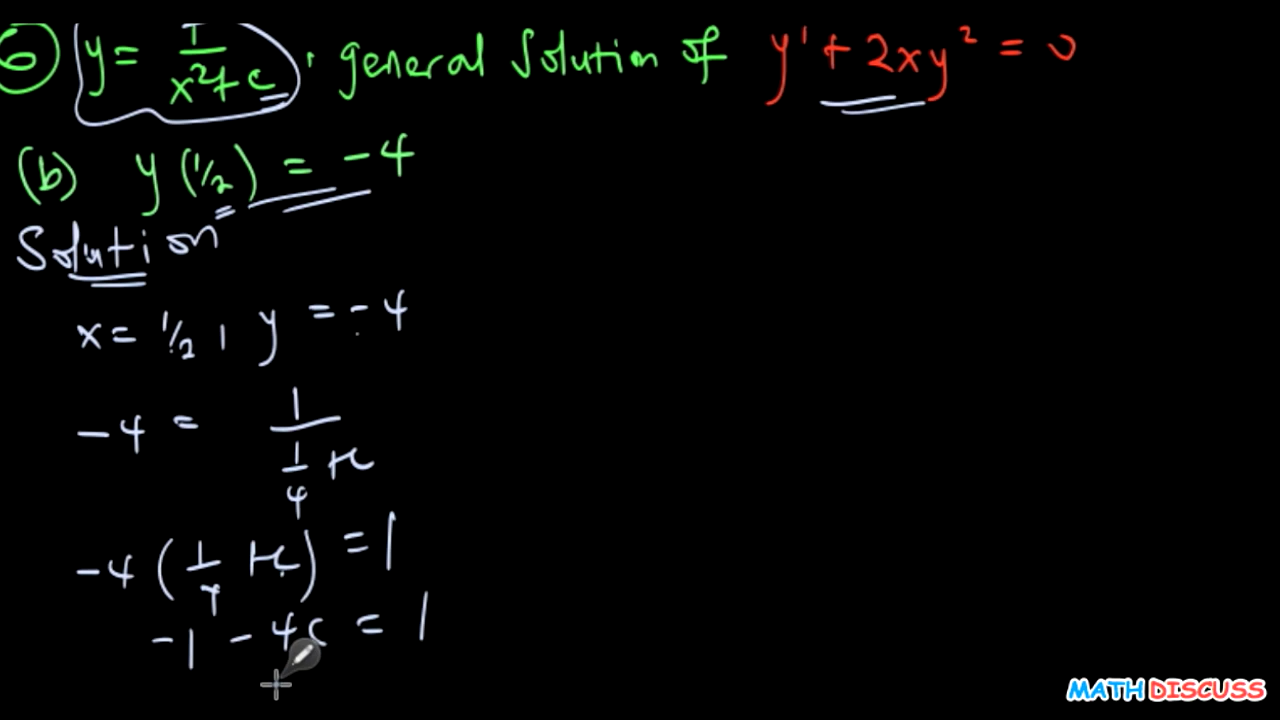 6 y = 1/(x²+c) . general solution of y' + 2xy² = 0
(b) y(1/2) = -4
Solution
x = 1/2 , y = -4
-4 = 1/(1/4 + c)
-4 (1/4 + c) = 1
-1 - 4c = 1
MATH DISCUSS